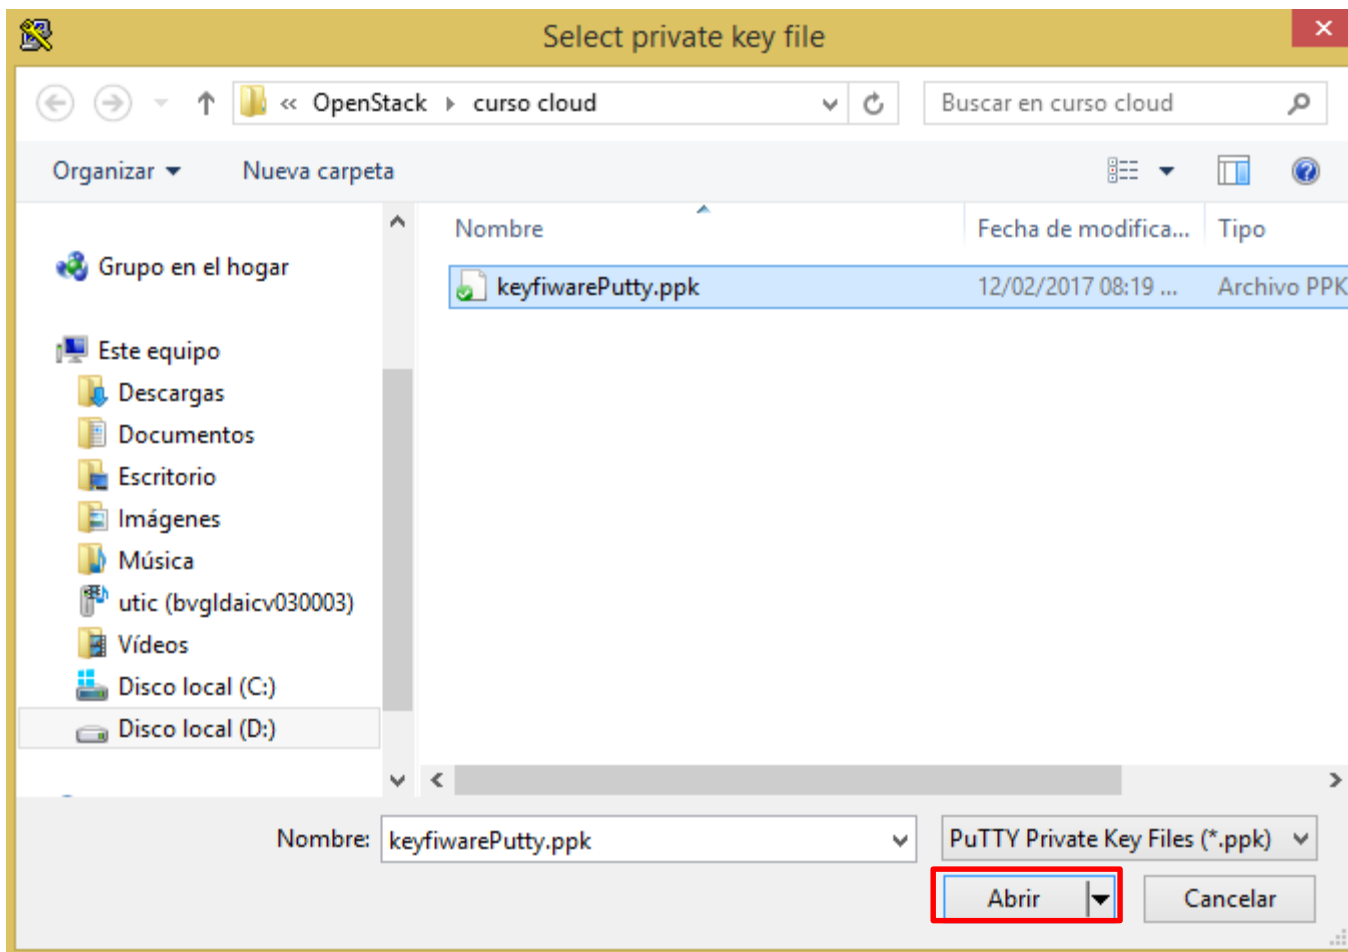 Select private key file
« OpenStack curso cloud
Buscar en curso cloud
Organizar
Nueva carpeta
Nombre
Fecha de modifica...
Tipo
Grupo en el hogar
keyfiwarePutty.ppk
12/02/2017 08:19 ...
Archivo PPK
Este equipo
Descargas
Documentos
Escritorio
Imágenes
Música
utic (bvgldaicv030003)
Vídeos
Disco local (C:)
Disco local (D:)
Nombre:
keyfiwarePutty.ppk
PuTTY Private Key Files (*.ppk)
Abrir
Cancelar